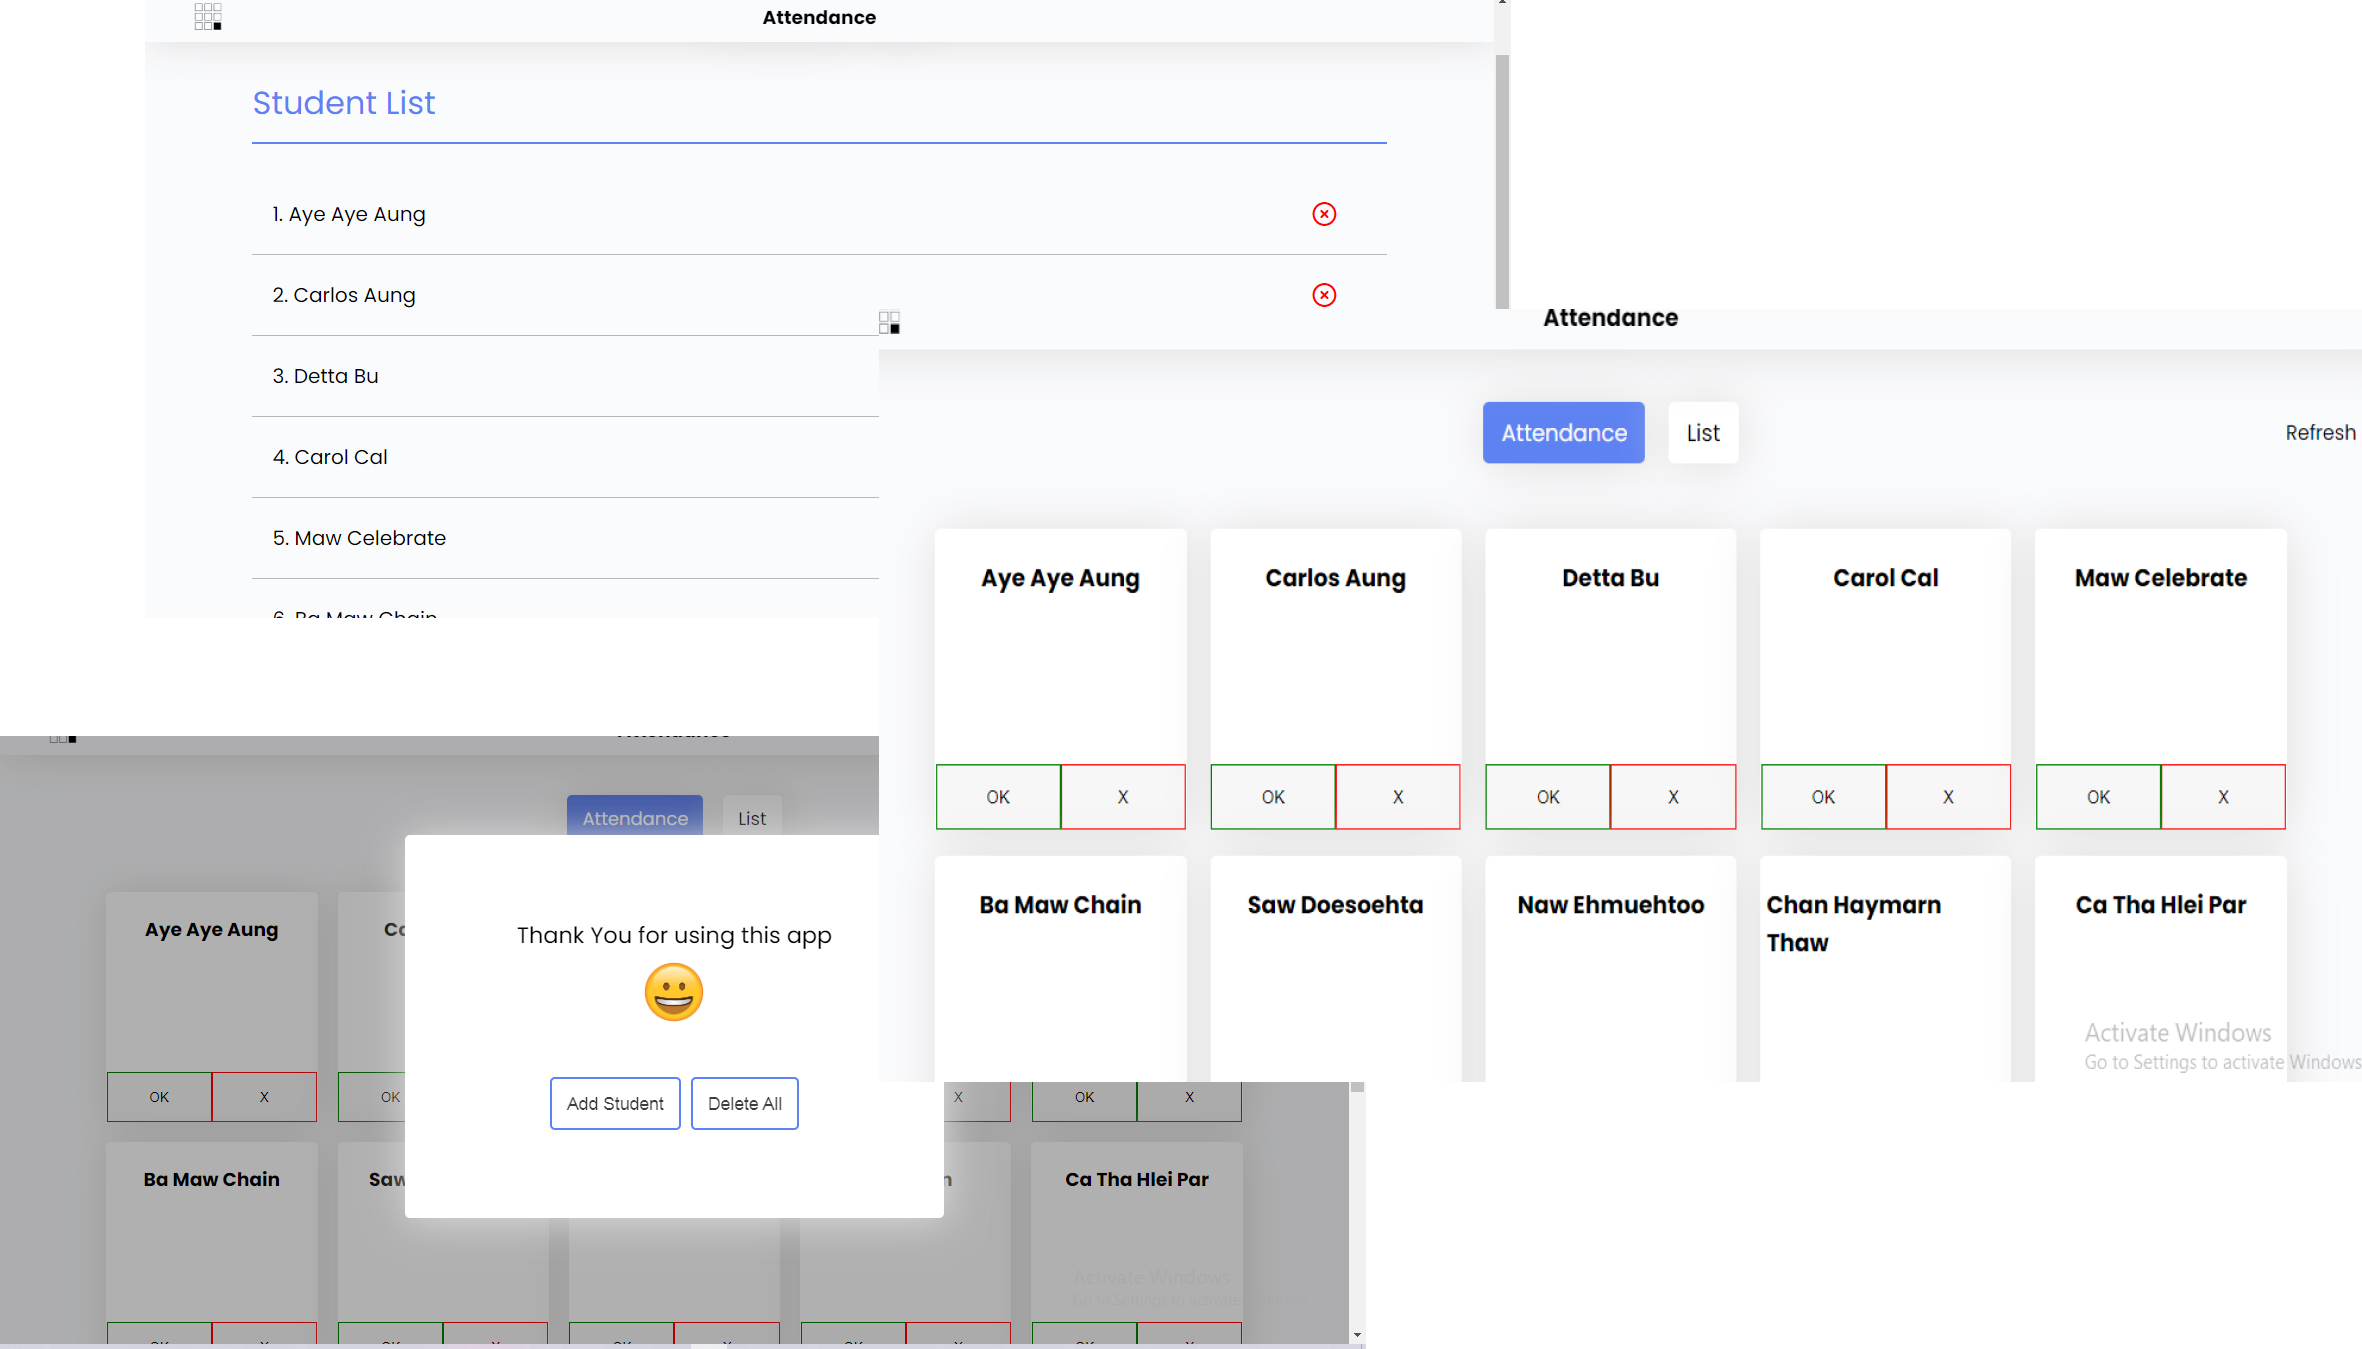 Attendance
Student List
1. Aye Aye Aung
2. Carlos Aung
3. Detta Bu
4. Carol Cal
5. Maw Celebrate
6. Ba Maw Chain
Attendance
Attendance List Refresh
Aye Aye Aung Carlos Aung Detta Bu Carol Cal Maw Celebrate
OK X OK X OK X OK X OK X
Ba Maw Chain Saw Doesoehta Naw Ehmuehtoo Chan Haymarn Thaw Ca Tha Hlei Par
Activate Windows
Go to Settings to activate Windows
Attendance
Attendance List
Aye Aye Aung
Thank You for using this app
Add Student Delete All
OK X OK X OK X
Ba Maw Chain Saw Ca Tha Hlei Par
Activate Windows
Go to Settings to activate